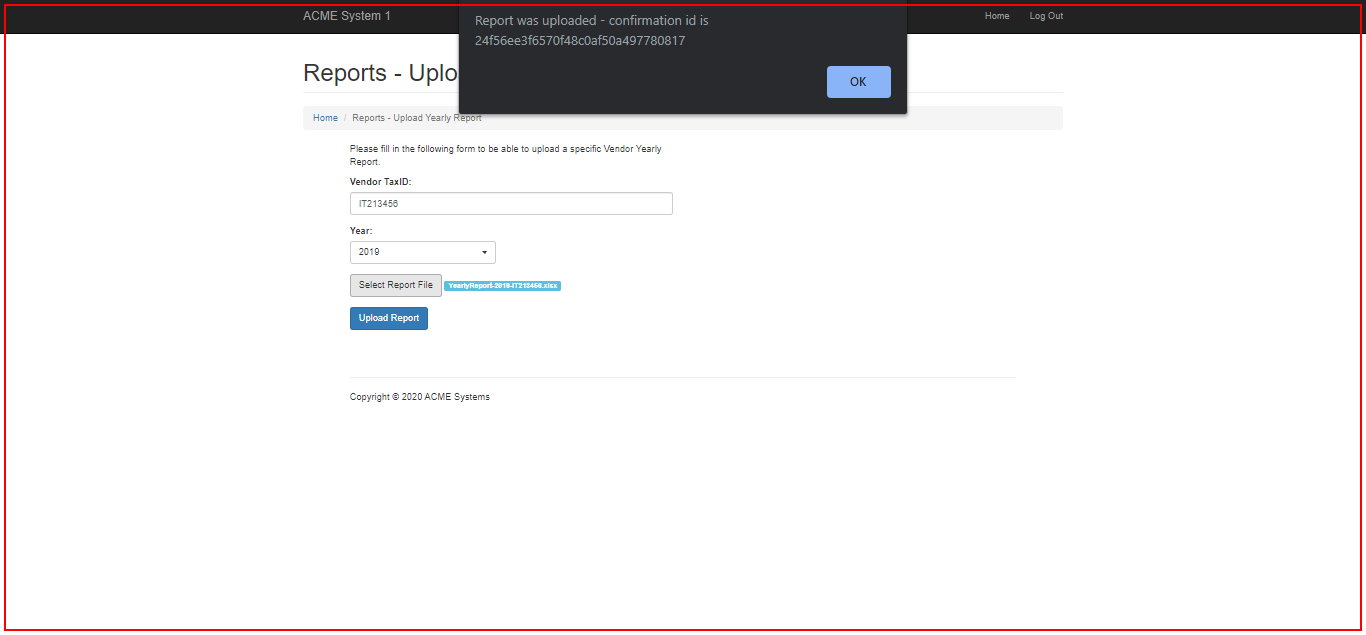 ACME System 1
Home
Log Out
Report was uploaded - confirmation id is
24f56ee3f6570f48c0af50a497780817
OK
Reports - Uplo
Home / Reports - Upload Yearly Report
Please fill in the following form to be able to upload a specific Vendor Yearly
Report.
Vendor TaxID:
IT213456
Year:
2019
Select Report File YearlyReport-2019-IT213456.xlsx
Upload Report
Copyright © 2020 ACME Systems